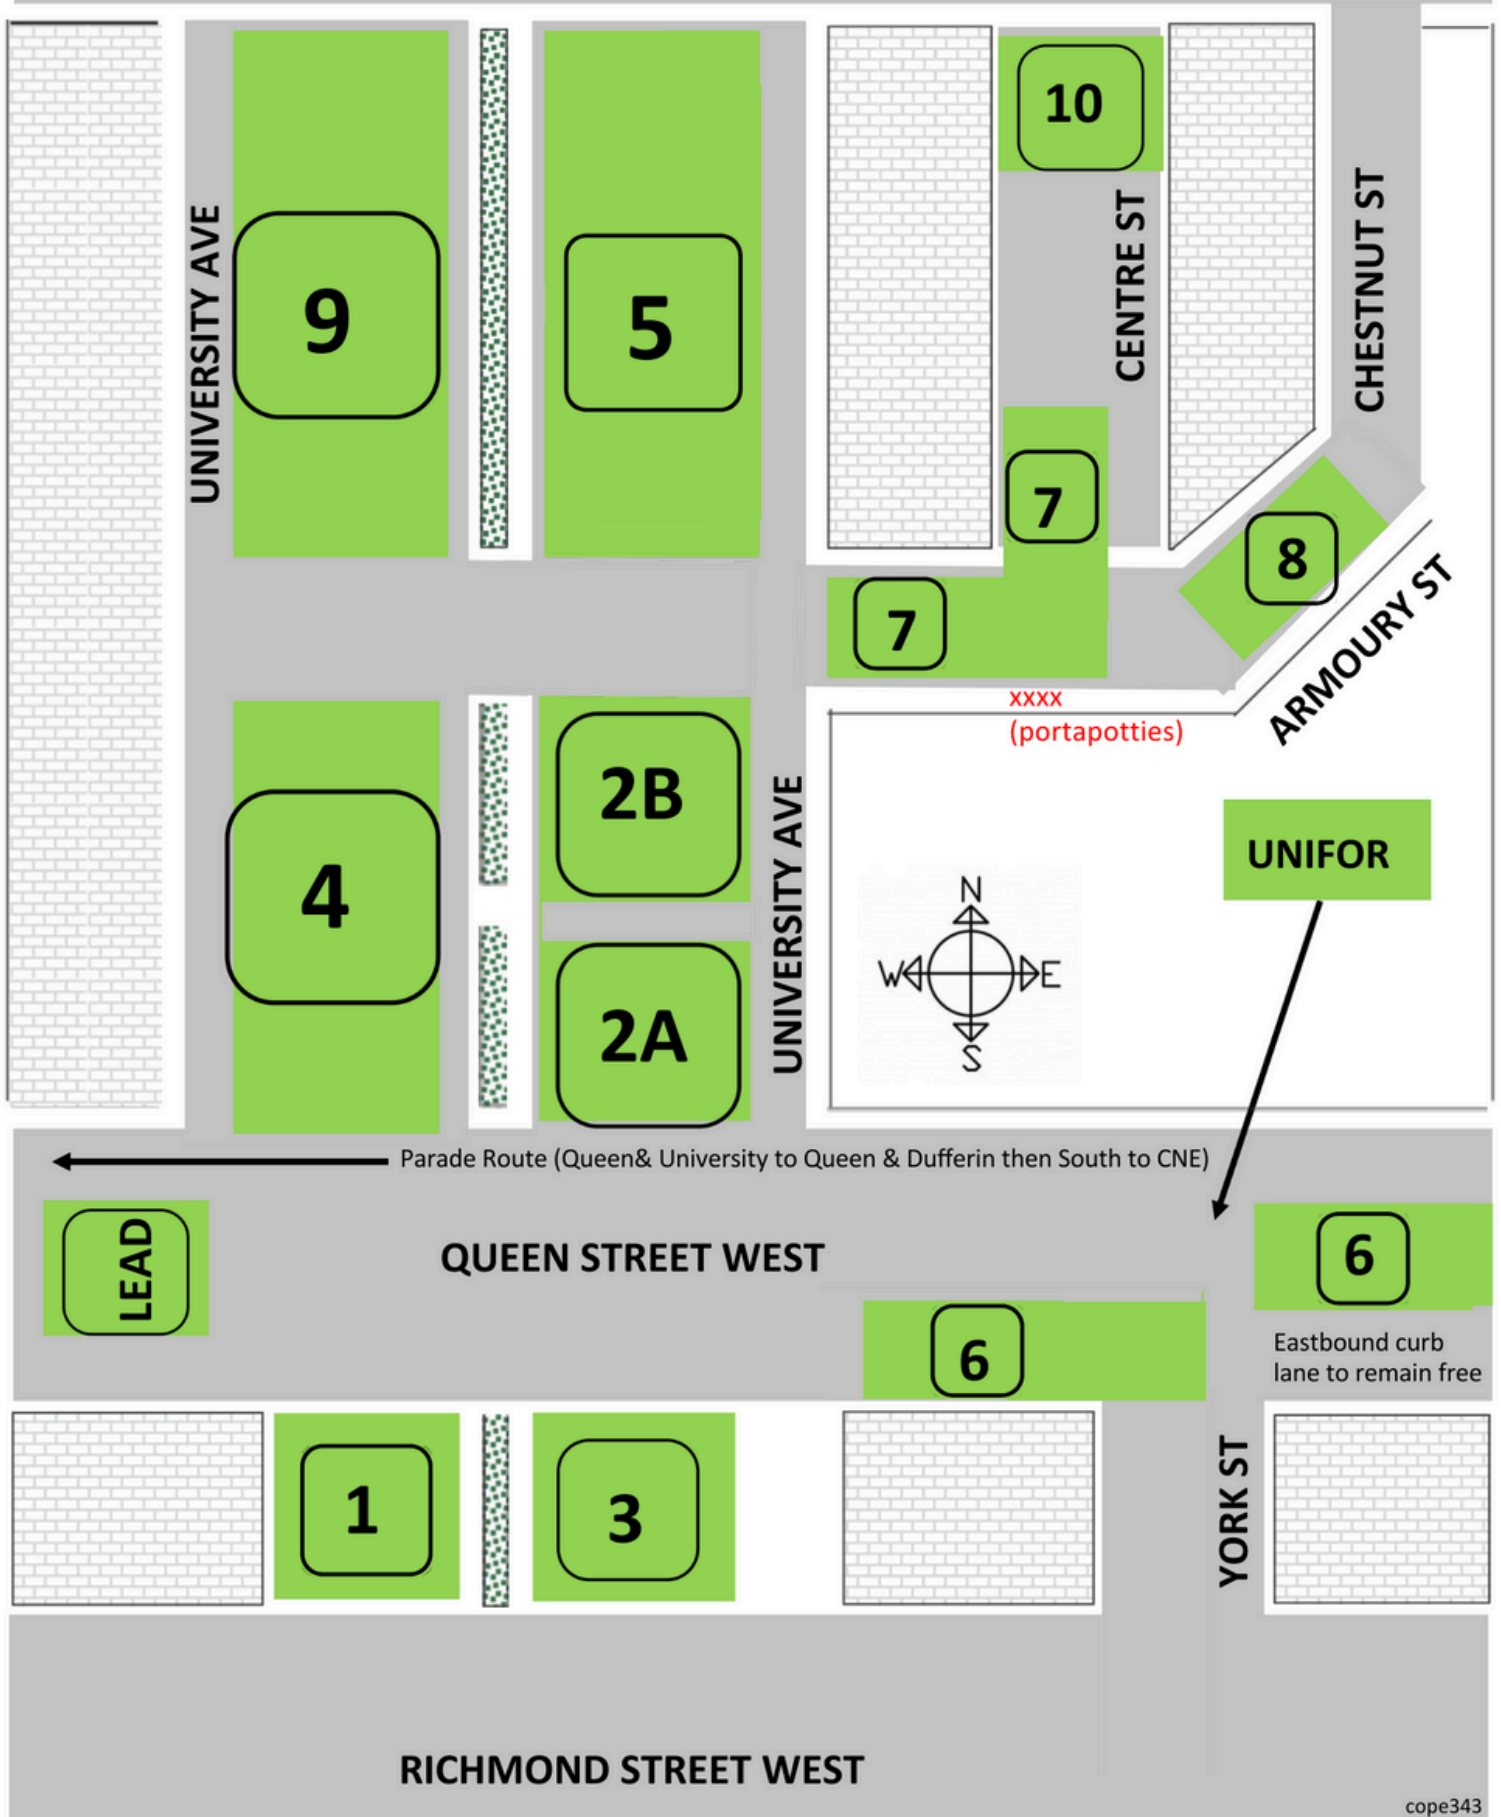 10
UNIVERSITY AVE
9
5
CENTRE ST
CHESTNUT ST
7
8
7
ARMOURY ST
xxxx
(portapotties)
2B
4
UNIVERSITY AVE
UNIFOR
N
W
E
S
2A
Parade Route (Queen& University to Queen & Dufferin then South to CNE)
LEAD
QUEEN STREET WEST
6
6
Eastbound curb
lane to remain free
1
3
YORK ST
RICHMOND STREET WEST
cope343